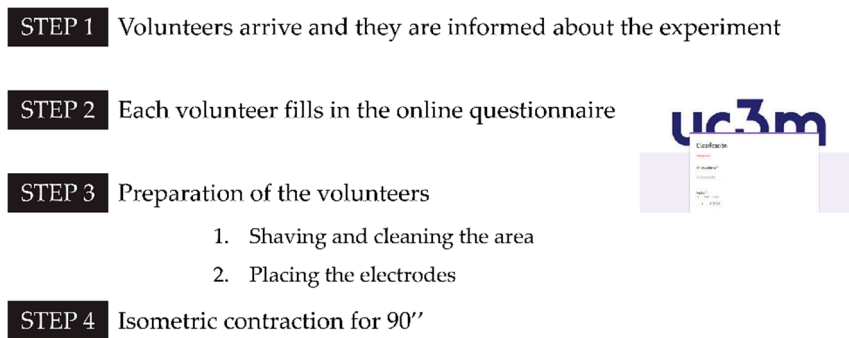 STEP 1 Volunteers arrive and they are informed about the experiment
STEP 2 Each volunteer fills in the online questionnaire
uc3m
Clasificación
STEP 3 Preparation of the volunteers
1. Shaving and cleaning the area
2. Placing the electrodes
STEP 4 Isometric contraction for 90′′